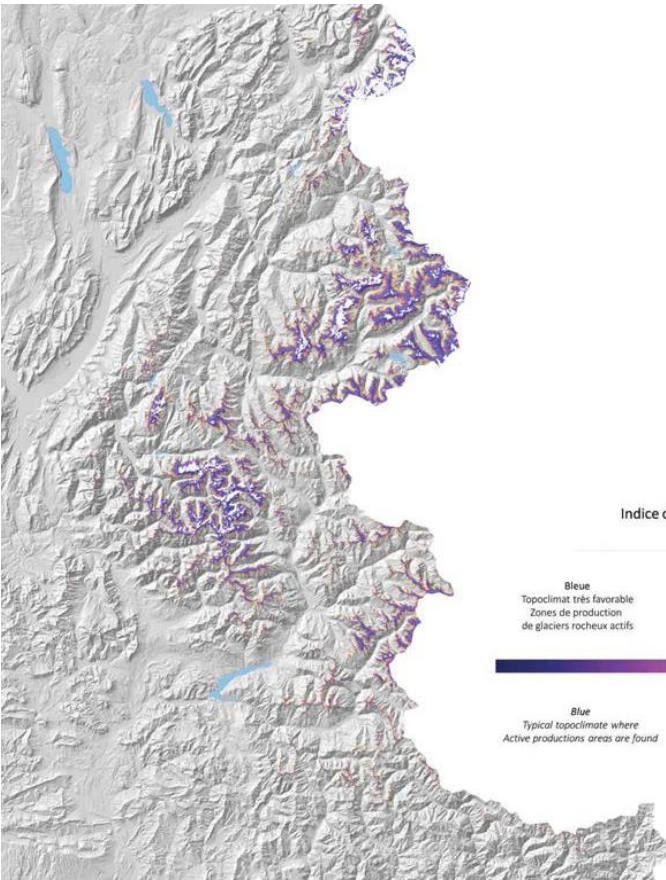 Indice
Bleue
Topoclimat très favorable
Zones de production
de glaciers rocheux actifs
Blue
Typical topoclimate where
Active productions areas are found